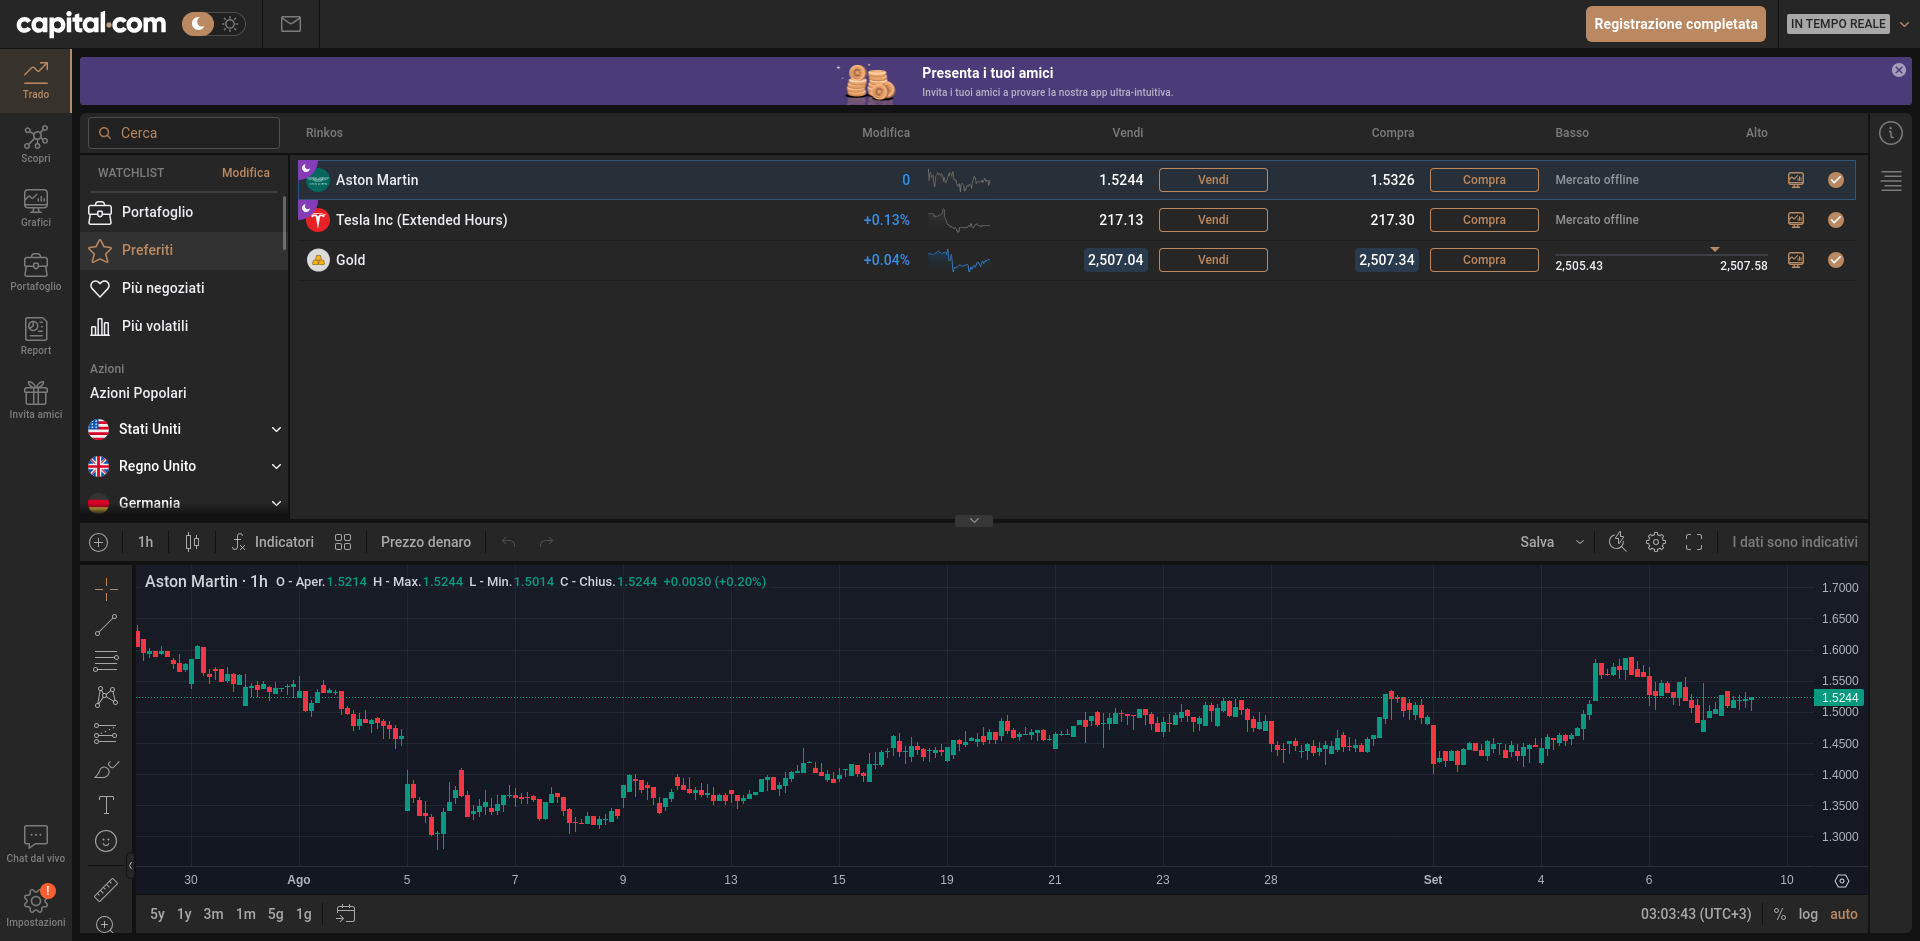 capital.com
Registrazione completata
IN TEMPO REALE
Presenta i tuoi amici
Invita i tuoi amici a provare la nostra app ultra-intuitiva.
Trado
Scopri
Grafici
Portafoglio
Report
Invita amici
Chat dal vivo
Impostazioni
Cerca
WATCHLIST Modifica
Portafoglio
Preferiti
Più negoziati
Più volatili
Azioni
Azioni Popolari
Stati Uniti
Regno Unito
Germania
Rinkos Modifica Vendi Compra Basso Alto
Aston Martin 0 1.5244 Vendi 1.5326 Compra Mercato offline
Tesla Inc (Extended Hours) +0.13% 217.13 Vendi 217.30 Compra Mercato offline
Gold +0.04% 2,507.04 Vendi 2,507.34 Compra 2,505.43 2,507.58
1h Indicatori Prezzo denaro Salva I dati sono indicativi
Aston Martin · 1h O - Aper.1.5214 H - Max.1.5244 L - Min.1.5014 C - Chius.1.5244 +0.0030 (+0.20%)
1.7000
1.6500
1.6000
1.5500
1.5244
1.5000
1.4500
1.4000
1.3500
1.3000
30 Ago 5 7 9 13 15 19 21 23 28 Set 4 6 10
5y 1y 3m 1m 5g 1g 03:03:43 (UTC+3) % log auto